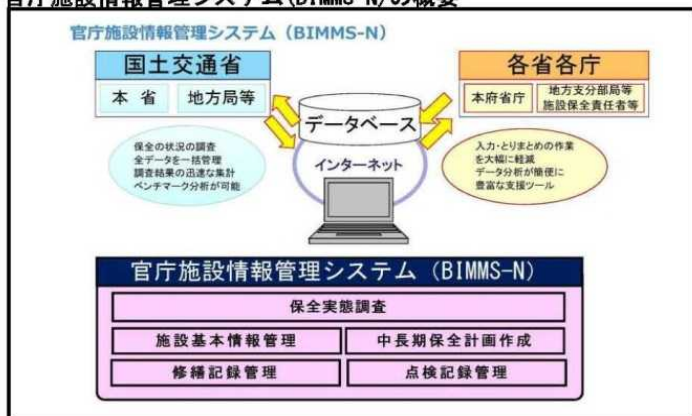 官庁施設情報管理システム(BIMMS-N)の概要
官庁施設情報管理システム（BIMMS-N）
国土交通省
本 省
地方局等
各省各庁
本府省庁
地方支分部局等
施設保全責任者等
データベース
インターネット
保全の状況の調査
全データを一括管理
調査結果の迅速な集計
ベンチマーク分析が可能
入力・とりまとめの作業
を大幅に軽減
データ分析が簡便に
豊富な支援ツール
官庁施設情報管理システム（BIMMS-N）
保全実態調査
施設基本情報管理
中長期保全計画作成
修繕記録管理
点検記録管理